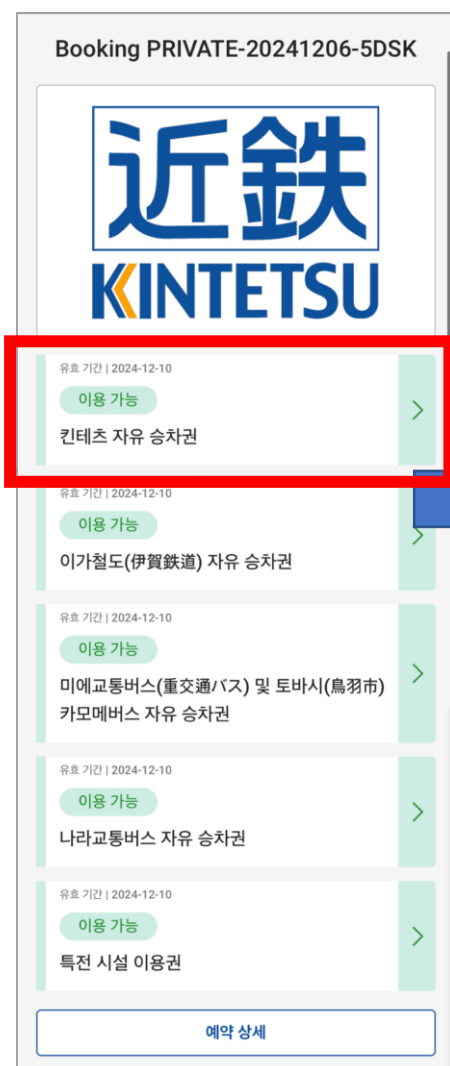 Booking PRIVATE-20241206-5DSK
近鉄
KINTETSU
유효 기간 | 2024-12-10
이용 가능
킨테츠 자유 승차권
유효 기간 | 2024-12-10
이용 가능
이가철도(伊賀鉄道) 자유 승차권
유효 기간 | 2024-12-10
이용 가능
미에교통버스(重交通バス) 및 토바시(鳥羽市)
카모메버스 자유 승차권
유효 기간 | 2024-12-10
이용 가능
나라교통버스 자유 승차권
유효 기간 | 2024-12-10
이용 가능
특전 시설 이용권
예약 상세